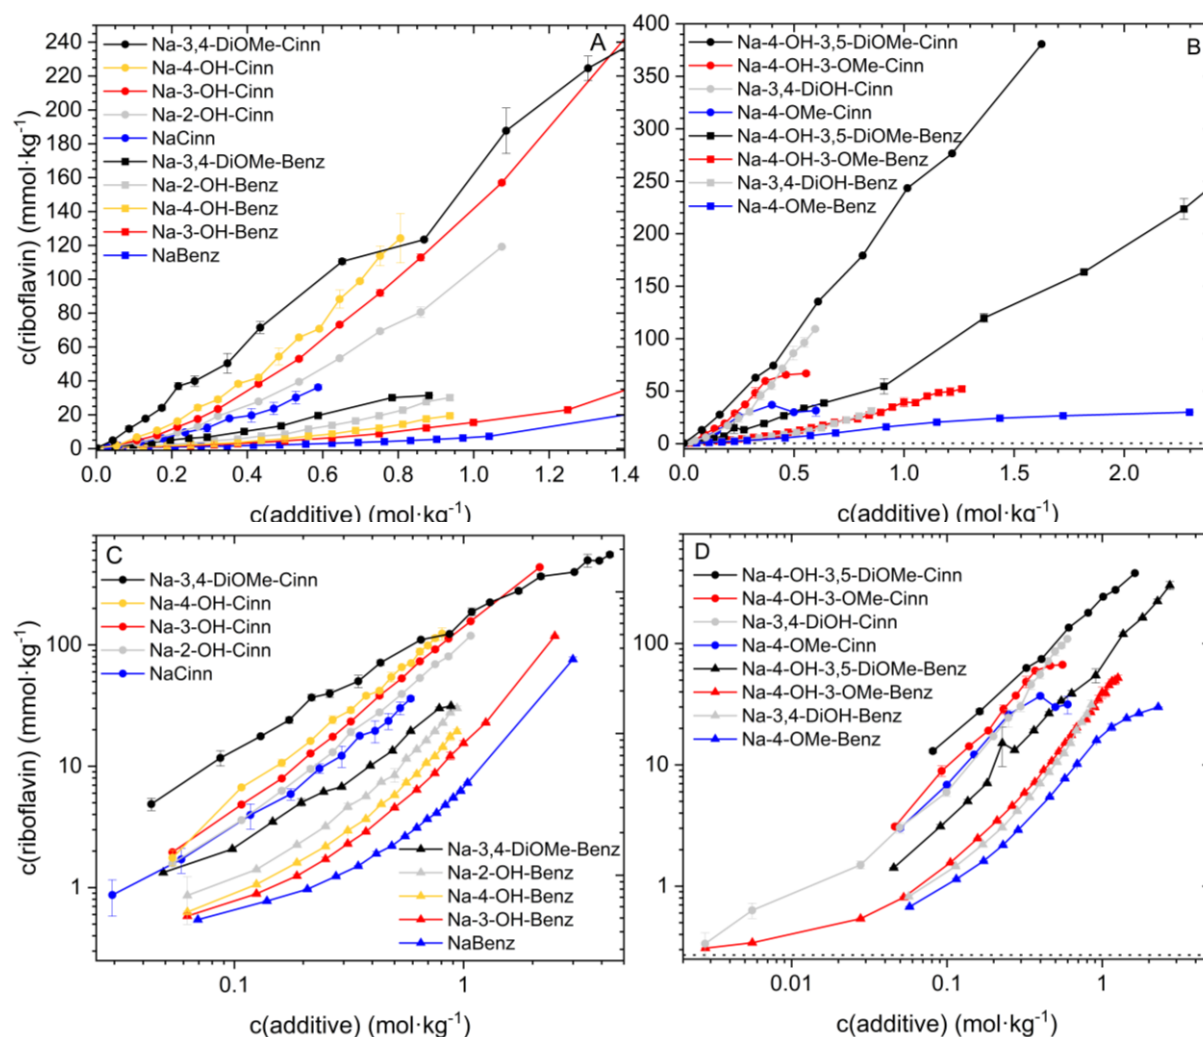 A
Na-3,4-DiOMe-Cinn
Na-4-OH-Cinn
Na-3-OH-Cinn
Na-2-OH-Cinn
NaCinn
Na-3,4-DiOMe-Benz
Na-2-OH-Benz
Na-4-OH-Benz
Na-3-OH-Benz
NaBenz
c(riboflavin) (mmol·kg⁻¹)
240
220
200
180
160
140
120
100
80
60
40
20
0
0.0 0.2 0.4 0.6 0.8 1.0 1.2 1.4
c(additive) (mol·kg⁻¹)
B
Na-4-OH-3,5-DiOMe-Cinn
Na-4-OH-3-OMe-Cinn
Na-3,4-DiOH-Cinn
Na-4-OMe-Cinn
Na-4-OH-3,5-DiOMe-Benz
Na-4-OH-3-OMe-Benz
Na-3,4-DiOH-Benz
Na-4-OMe-Benz
400
350
300
250
200
150
100
50
0
0.0 0.5 1.0 1.5 2.0
c(additive) (mol·kg⁻¹)
C
Na-3,4-DiOMe-Cinn
Na-4-OH-Cinn
Na-3-OH-Cinn
Na-2-OH-Cinn
NaCinn
Na-3,4-DiOMe-Benz
Na-2-OH-Benz
Na-4-OH-Benz
Na-3-OH-Benz
NaBenz
c(riboflavin) (mmol·kg⁻¹)
100
10
1
0.1 1
c(additive) (mol·kg⁻¹)
D
Na-4-OH-3,5-DiOMe-Cinn
Na-4-OH-3-OMe-Cinn
Na-3,4-DiOH-Cinn
Na-4-OMe-Cinn
Na-4-OH-3,5-DiOMe-Benz
Na-4-OH-3-OMe-Benz
Na-3,4-DiOH-Benz
Na-4-OMe-Benz
100
10
1
0.01 0.1 1
c(additive) (mol·kg⁻¹)